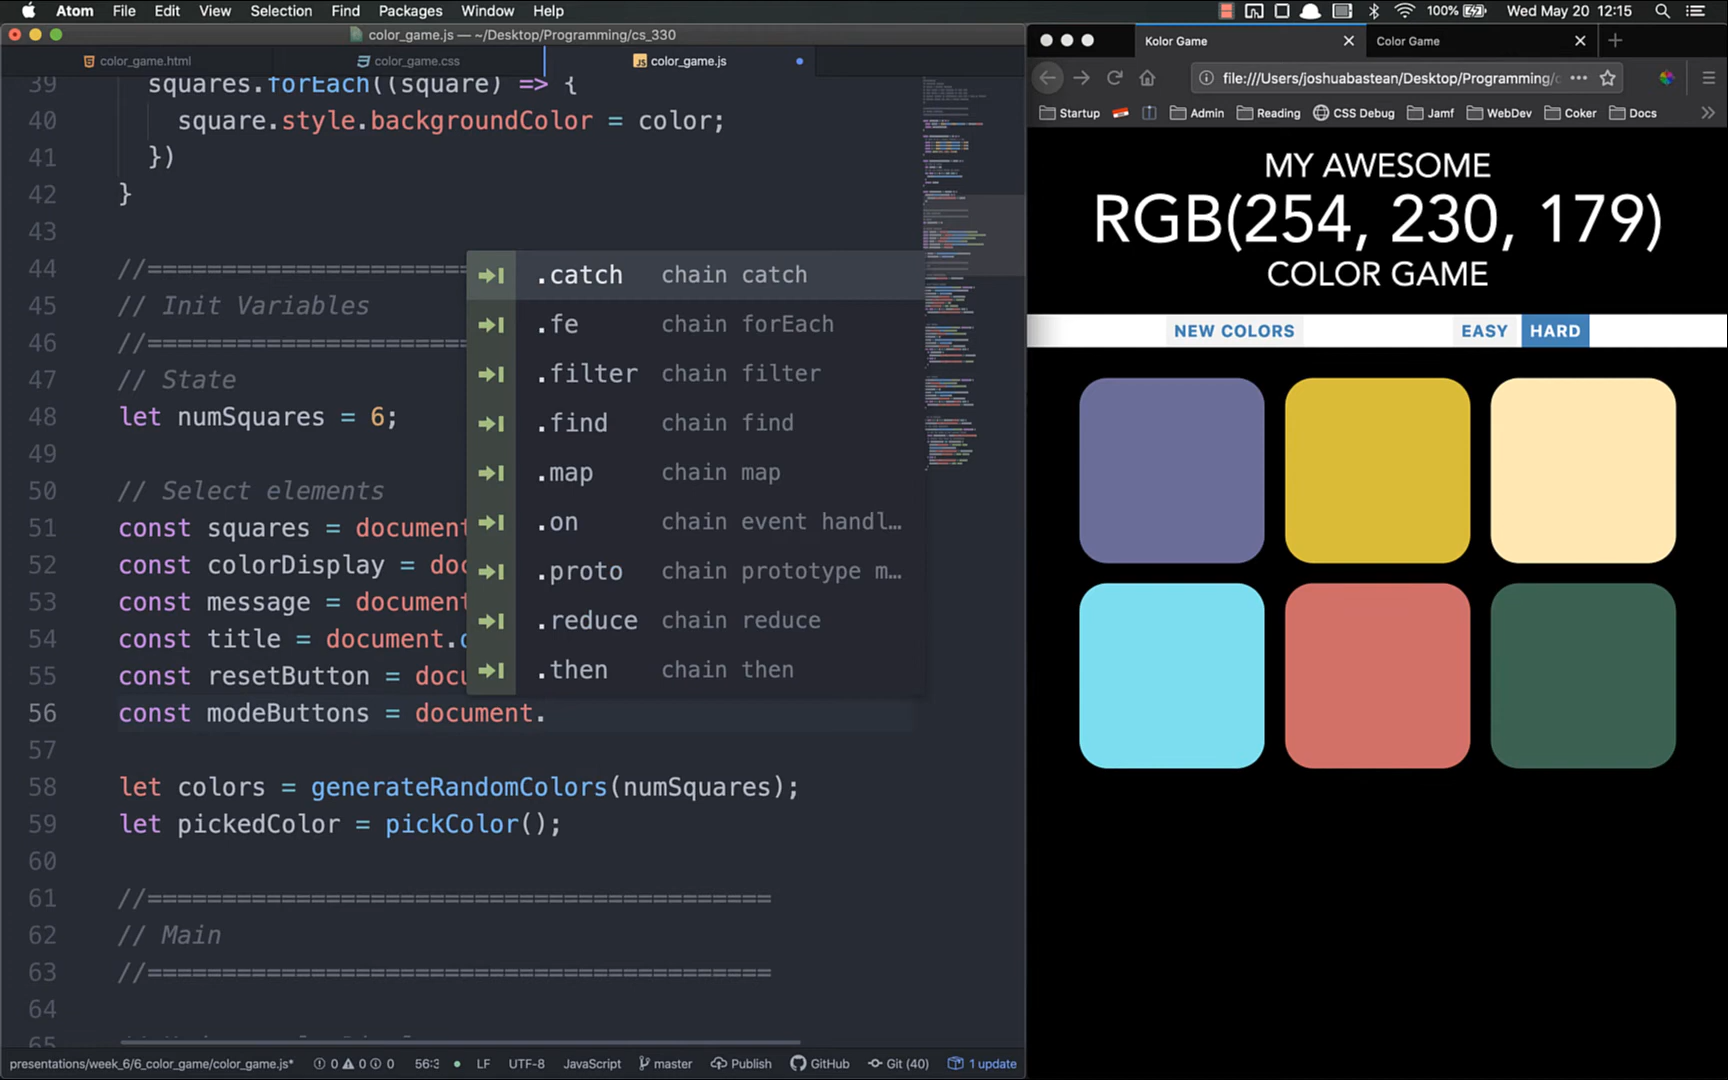 Atom File Edit View Selection Find Packages Window Help 100% Wed May 20 12:15
color_game.js — ~/Desktop/Programming/cs_330
color_game.html color_game.css color_game.js
39 squares.forEach((square) => {
40 square.style.backgroundColor = color;
41 })
42 }
43
44 //======================
45 // Init Variables
46 //======================
47 // State
48 let numSquares = 6;
49
50 // Select elements
51 const squares = document
52 const colorDisplay = doc
53 const message = document
54 const title = document.
55 const resetButton = docu
56 const modeButtons = document.
57
58 let colors = generateRandomColors(numSquares);
59 let pickedColor = pickColor();
60
61 //==========================================
62 // Main
63 //==========================================
64
65
.catch chain catch
.fe chain forEach
.filter chain filter
.find chain find
.map chain map
.on chain event handl…
.proto chain prototype m…
.reduce chain reduce
.then chain then
presentations/week_6/6_color_game/color_game.js* 0 0 0 56:3 LF UTF-8 JavaScript master Publish GitHub Git (40) 1 update
Kolor Game Color Game
file:///Users/joshuabastean/Desktop/Programming/
Startup Admin Reading CSS Debug Jamf WebDev Coker Docs
MY AWESOME
RGB(254, 230, 179)
COLOR GAME
NEW COLORS EASY HARD